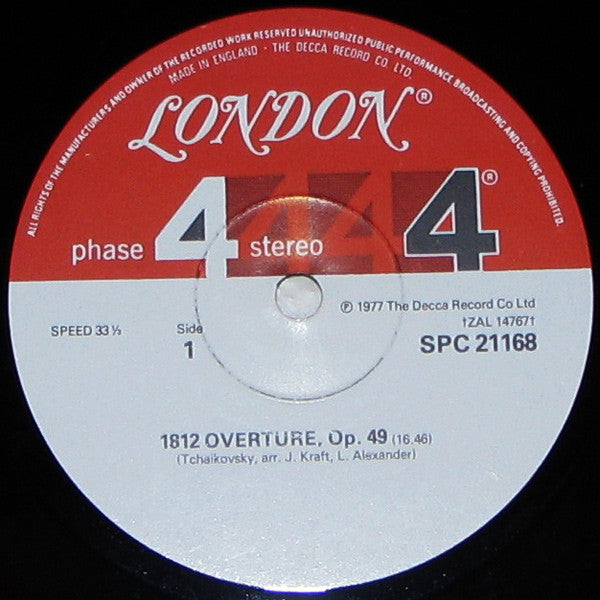 ALL RIGHTS OF THE MANUFACTURERS AND OWNER OF THE RECORDED WORK RESERVED UNAUTHORIZED PUBLIC PERFORMANCE BROADCASTING AND COPYING PROHIBITED.
MADE IN ENGLAND · THE DECCA RECORD CO. LTD.
LONDON®
phase 4 stereo 444 4®
℗ 1977 The Decca Record Co Ltd
SPEED 33⅓
Side
1
†ZAL 14767†
SPC 21168
1812 OVERTURE, Op. 49 (16.46)
(Tchaikovsky, arr. J. Kraft, L. Alexander)